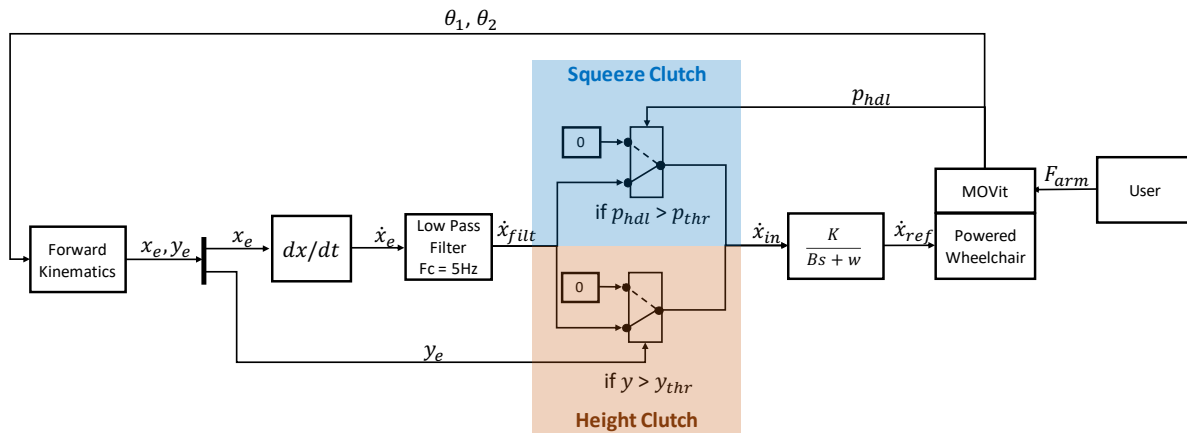 θ₁, θ₂
Squeeze Clutch
p_hdl
0
if p_hdl > p_thr
MOVit
F_arm
User
Forward
Kinematics
x_e, y_e
x_e
dx/dt
ẋ_e
Low Pass
Filter
Fc = 5Hz
ẋ_filt
ẋ_in
K
Bs + w
ẋ_ref
Powered
Wheelchair
0
y_e
if y > y_thr
Height Clutch